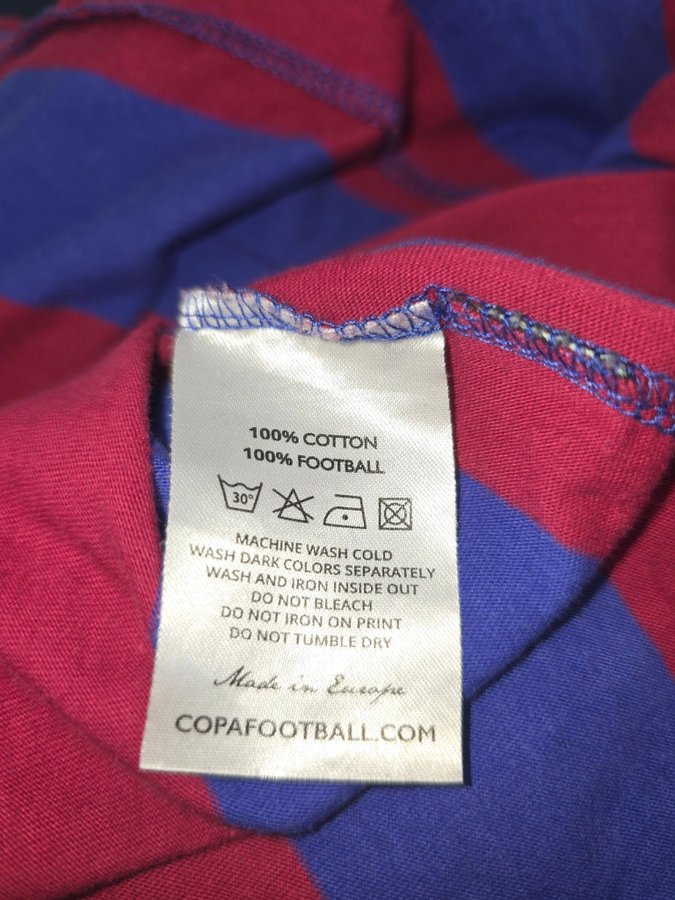 100% COTTON
100% FOOTBALL
30°
MACHINE WASH COLD
WASH DARK COLORS SEPARATELY
WASH AND IRON INSIDE OUT
DO NOT BLEACH
DO NOT IRON ON PRINT
DO NOT TUMBLE DRY
Made in Europe
COPAFOOTBALL.COM